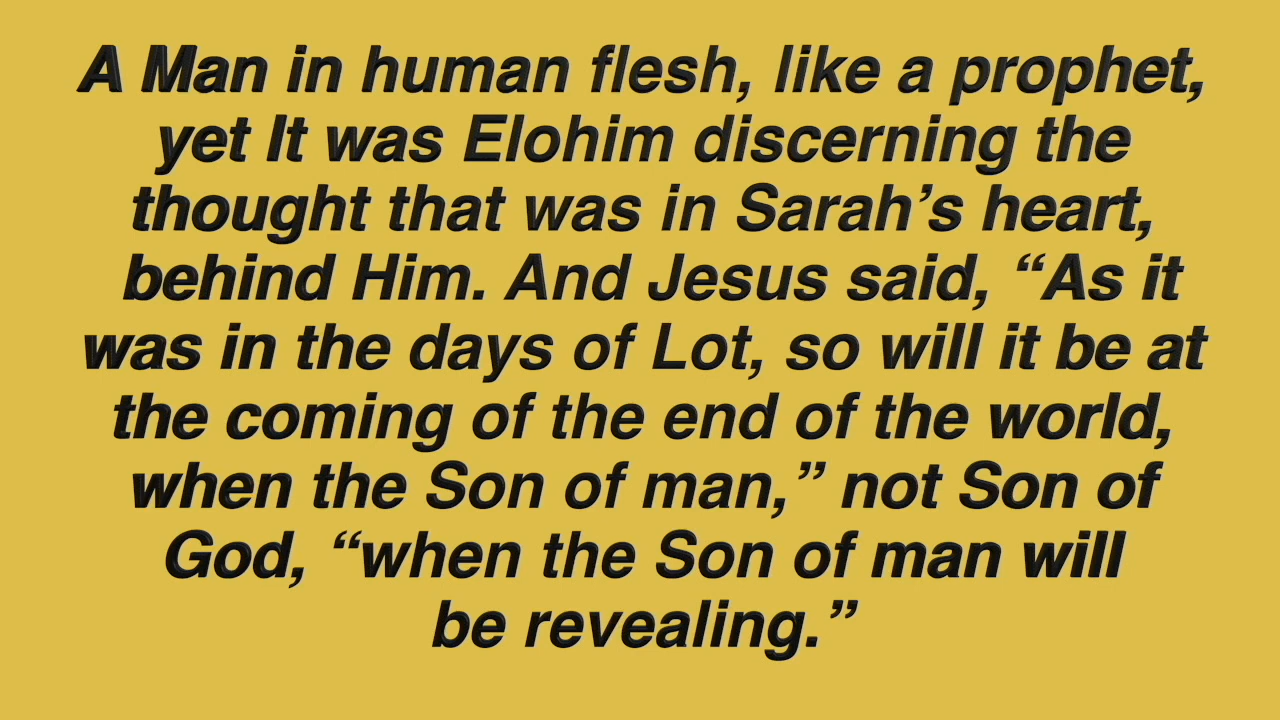 A Man in human flesh, like a prophet,
yet It was Elohim discerning the
thought that was in Sarah’s heart,
behind Him. And Jesus said, “As it
was in the days of Lot, so will it be at
the coming of the end of the world,
when the Son of man,” not Son of
God, “when the Son of man will
be revealing.”